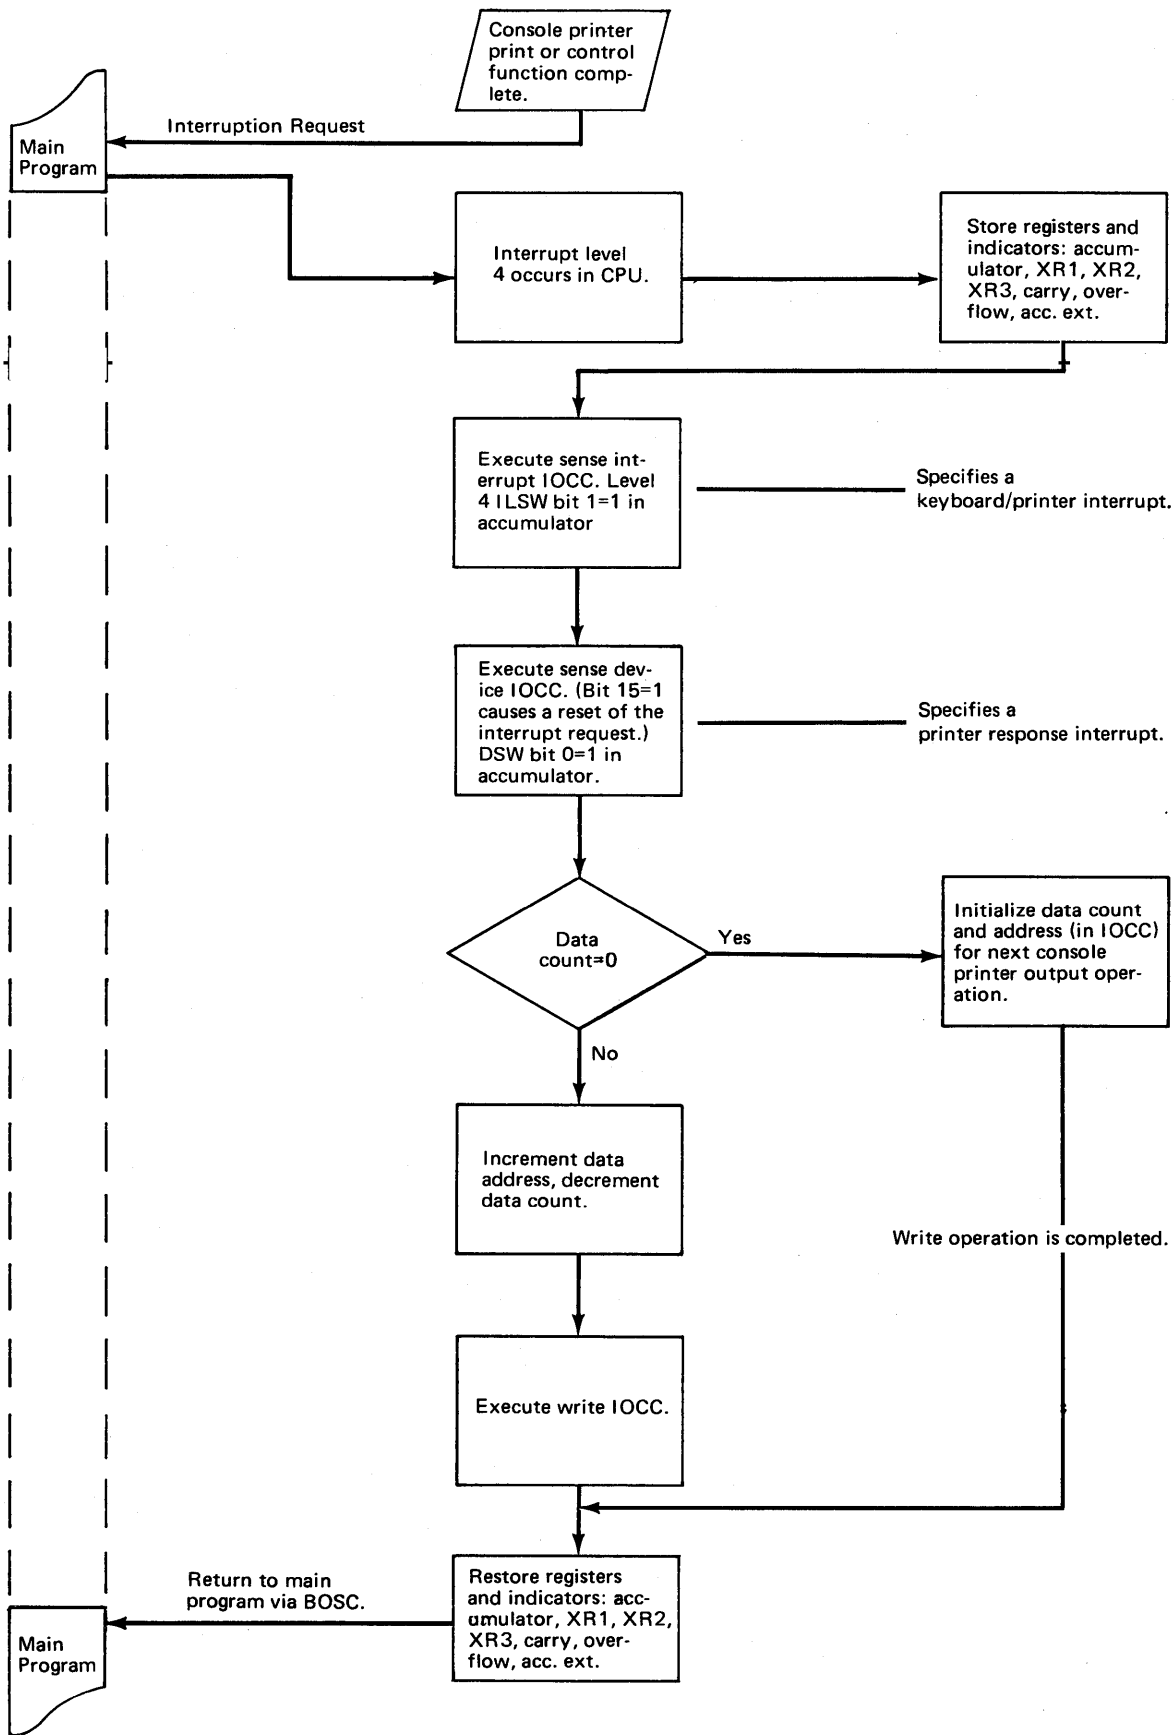 Console printer
print or control
function comp-
lete.
Interruption Request
Main
Program
Interrupt level
4 occurs in CPU.
Store registers and
indicators: accum-
ulator, XR1, XR2,
XR3, carry, over-
flow, acc. ext.
Execute sense int-
errupt IOCC. Level
4 ILSW bit 1=1 in
accumulator
Specifies a
keyboard/printer interrupt.
Execute sense dev-
ice IOCC. (Bit 15=1
causes a reset of the
interrupt request.)
DSW bit 0=1 in
accumulator.
Specifies a
printer response interrupt.
Data
count=0
Yes
Initialize data count
and address (in IOCC)
for next console
printer output oper-
ation.
No
Increment data
address, decrement
data count.
Write operation is completed.
Execute write IOCC.
Restore registers
and indicators: acc-
umulator, XR1, XR2,
XR3, carry, over-
flow, acc. ext.
Return to main
program via BOSC.
Main
Program